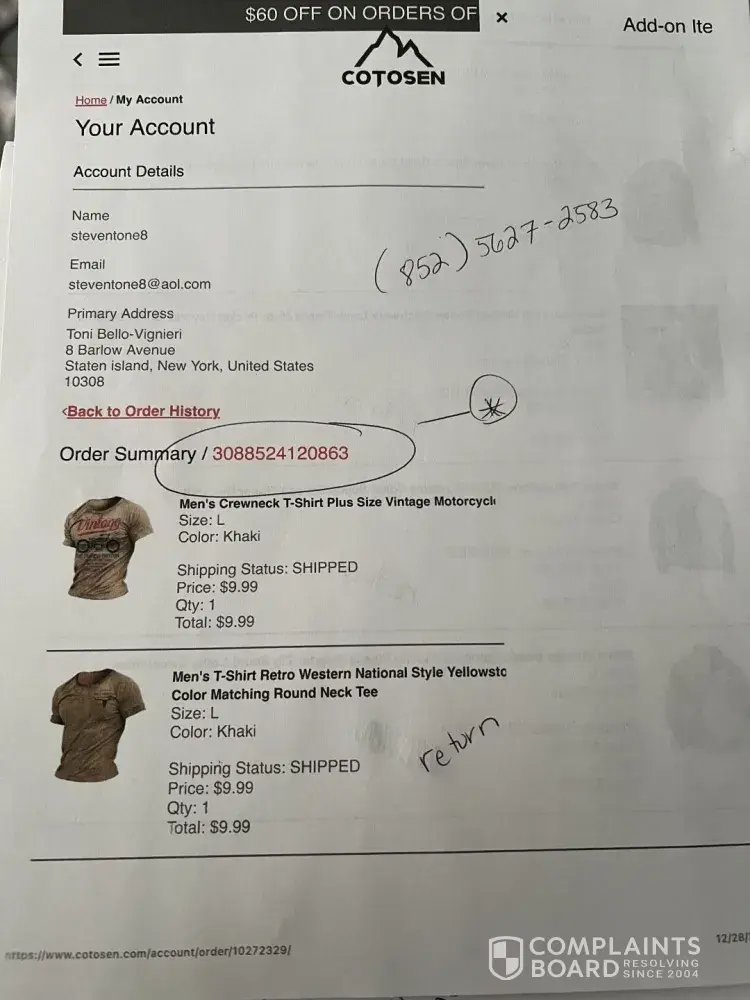 $60 OFF ON ORDERS OF
×
Add-on Ite
COTOSEN
Home / My Account
Your Account
Account Details
Name
steventone8
(852) 5627-2583
Email
steventone8@aol.com
Primary Address
Toni Bello-Vignieri
8 Barlow Avenue
Staten island, New York, United States
10308
<Back to Order History
Order Summary / 3088524120863
Vintage
Men's Crewneck T-Shirt Plus Size Vintage Motorcycle
Size: L
Color: Khaki
Shipping Status: SHIPPED
Price: $9.99
Qty: 1
Total: $9.99
Men's T-Shirt Retro Western National Style Yellowsto
Color Matching Round Neck Tee
Size: L
Color: Khaki
return
Shipping Status: SHIPPED
Price: $9.99
Qty: 1
Total: $9.99
https://www.cotosen.com/account/order/10272329/
12/28/
COMPLAINTS
BOARD RESOLVING SINCE 2004